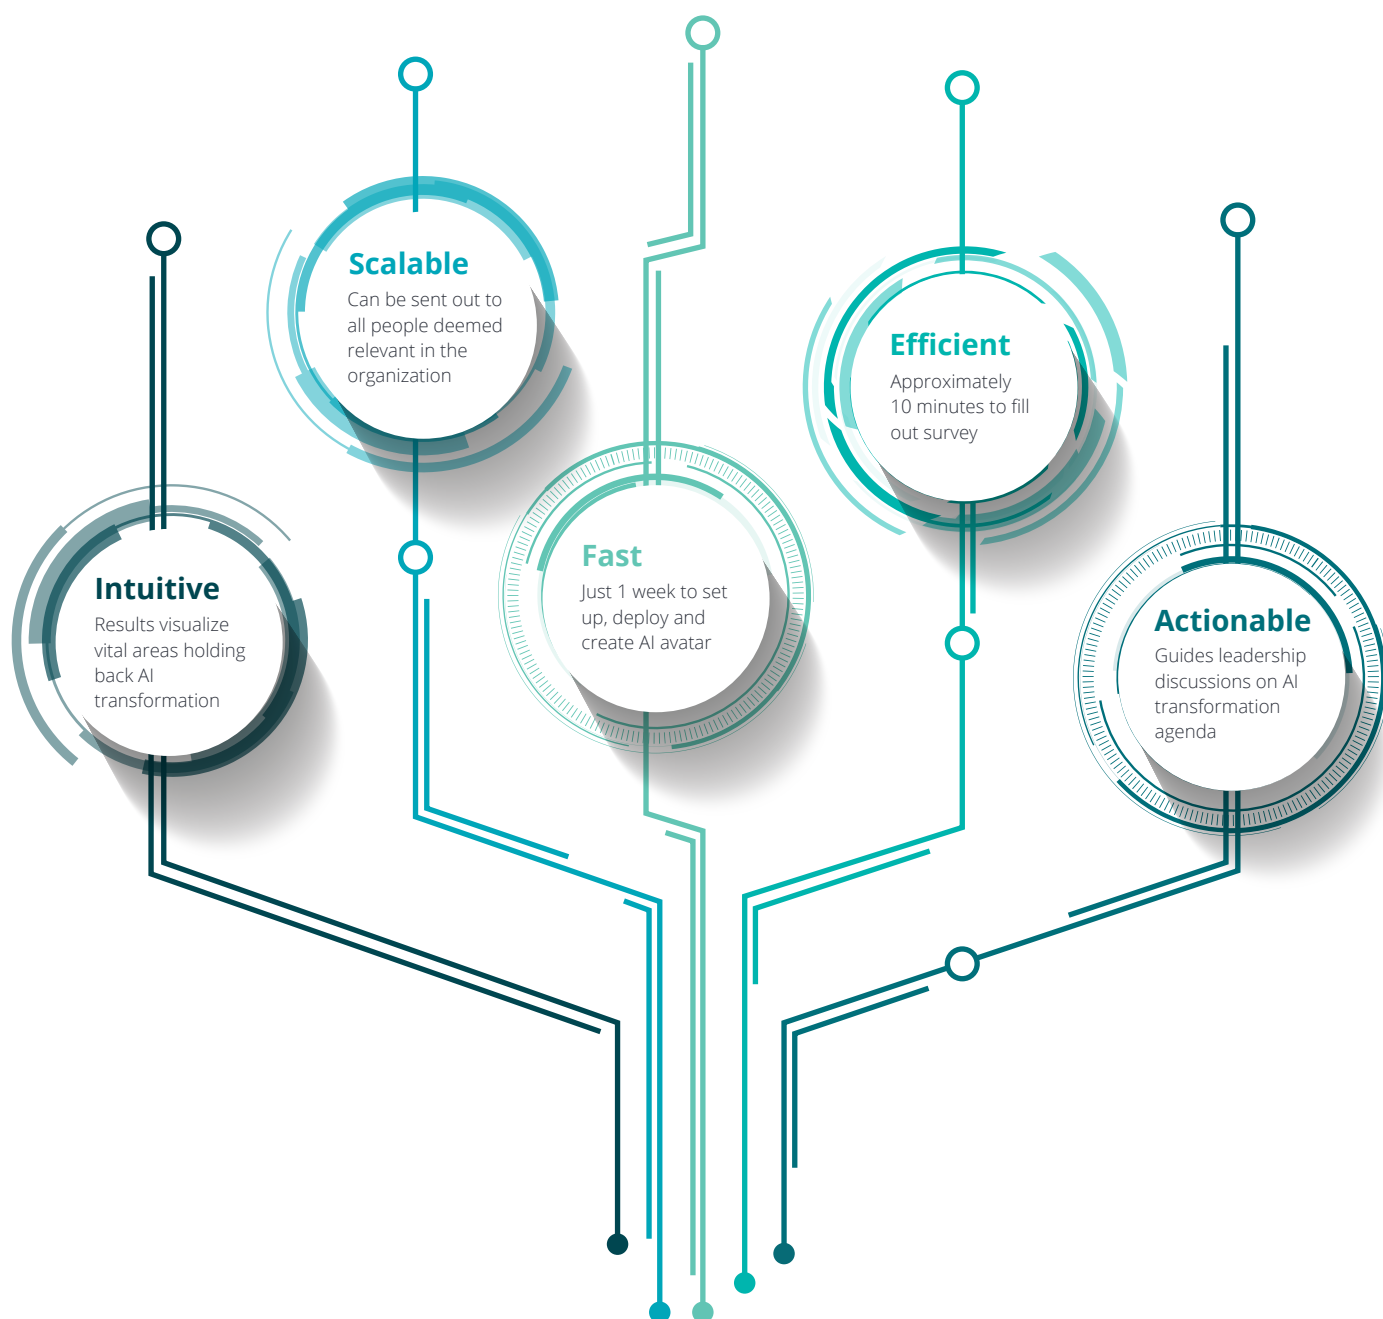 Intuitive
Results visualize
vital areas holding
back AI
transformation
Scalable
Can be sent out to
all people deemed
relevant in the
organization
Fast
Just 1 week to set
up, deploy and
create AI avatar
Efficient
Approximately
10 minutes to fill
out survey
Actionable
Guides leadership
discussions on AI
transformation
agenda